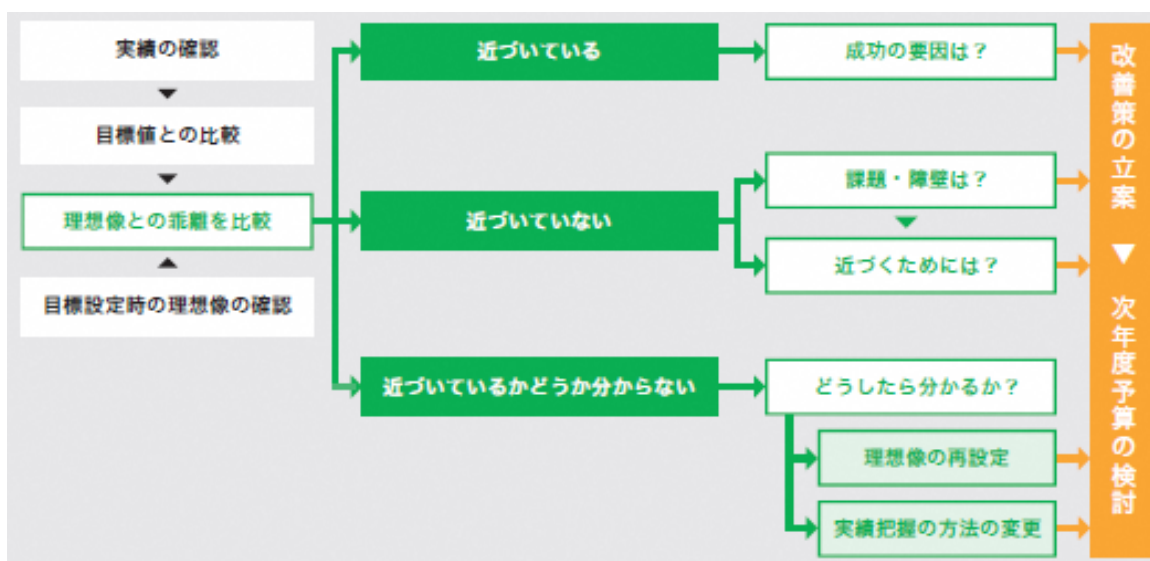 実績の確認
目標値との比較
理想像との乖離を比較
目標設定時の理想像の確認
近づいている
成功の要因は？
近づいていない
課題・障壁は？
近づくためには？
近づいているかどうか分からない
どうしたら分かるか？
理想像の再設定
実績把握の方法の変更
改善策の立案 ▼ 次年度予算の検討